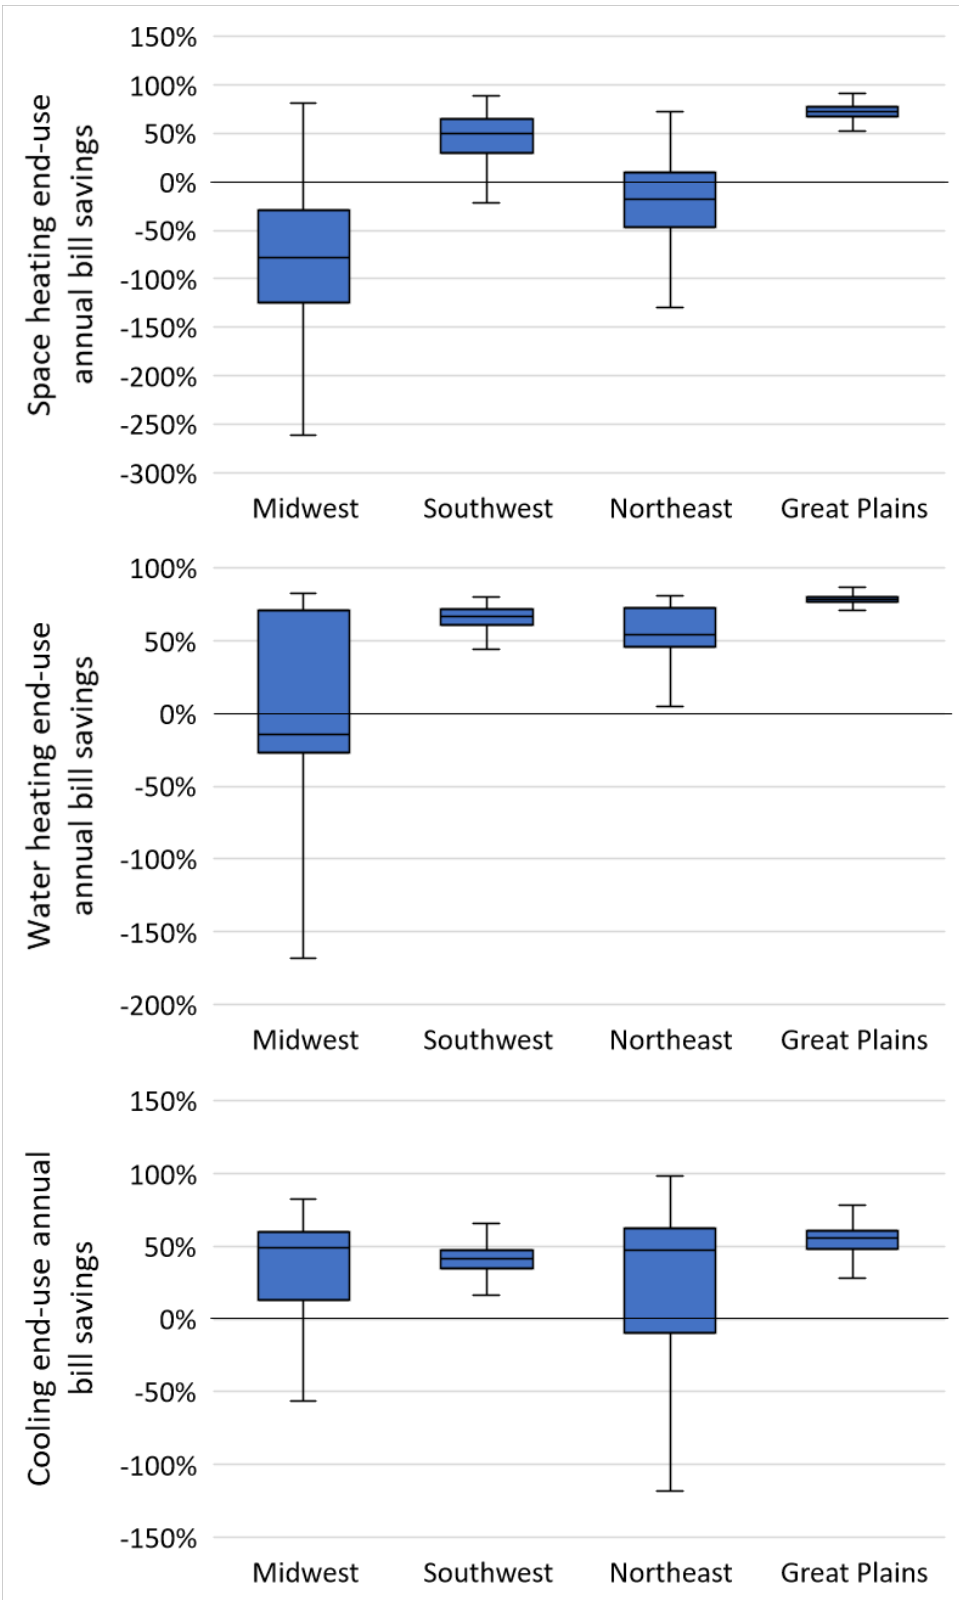 Space heating end-use
annual bill savings
150%
100%
50%
0%
-50%
-100%
-150%
-200%
-250%
-300%
Midwest Southwest Northeast Great Plains
Water heating end-use
annual bill savings
100%
50%
0%
-50%
-100%
-150%
-200%
Midwest Southwest Northeast Great Plains
Cooling end-use annual
bill savings
150%
100%
50%
0%
-50%
-100%
-150%
Midwest Southwest Northeast Great Plains